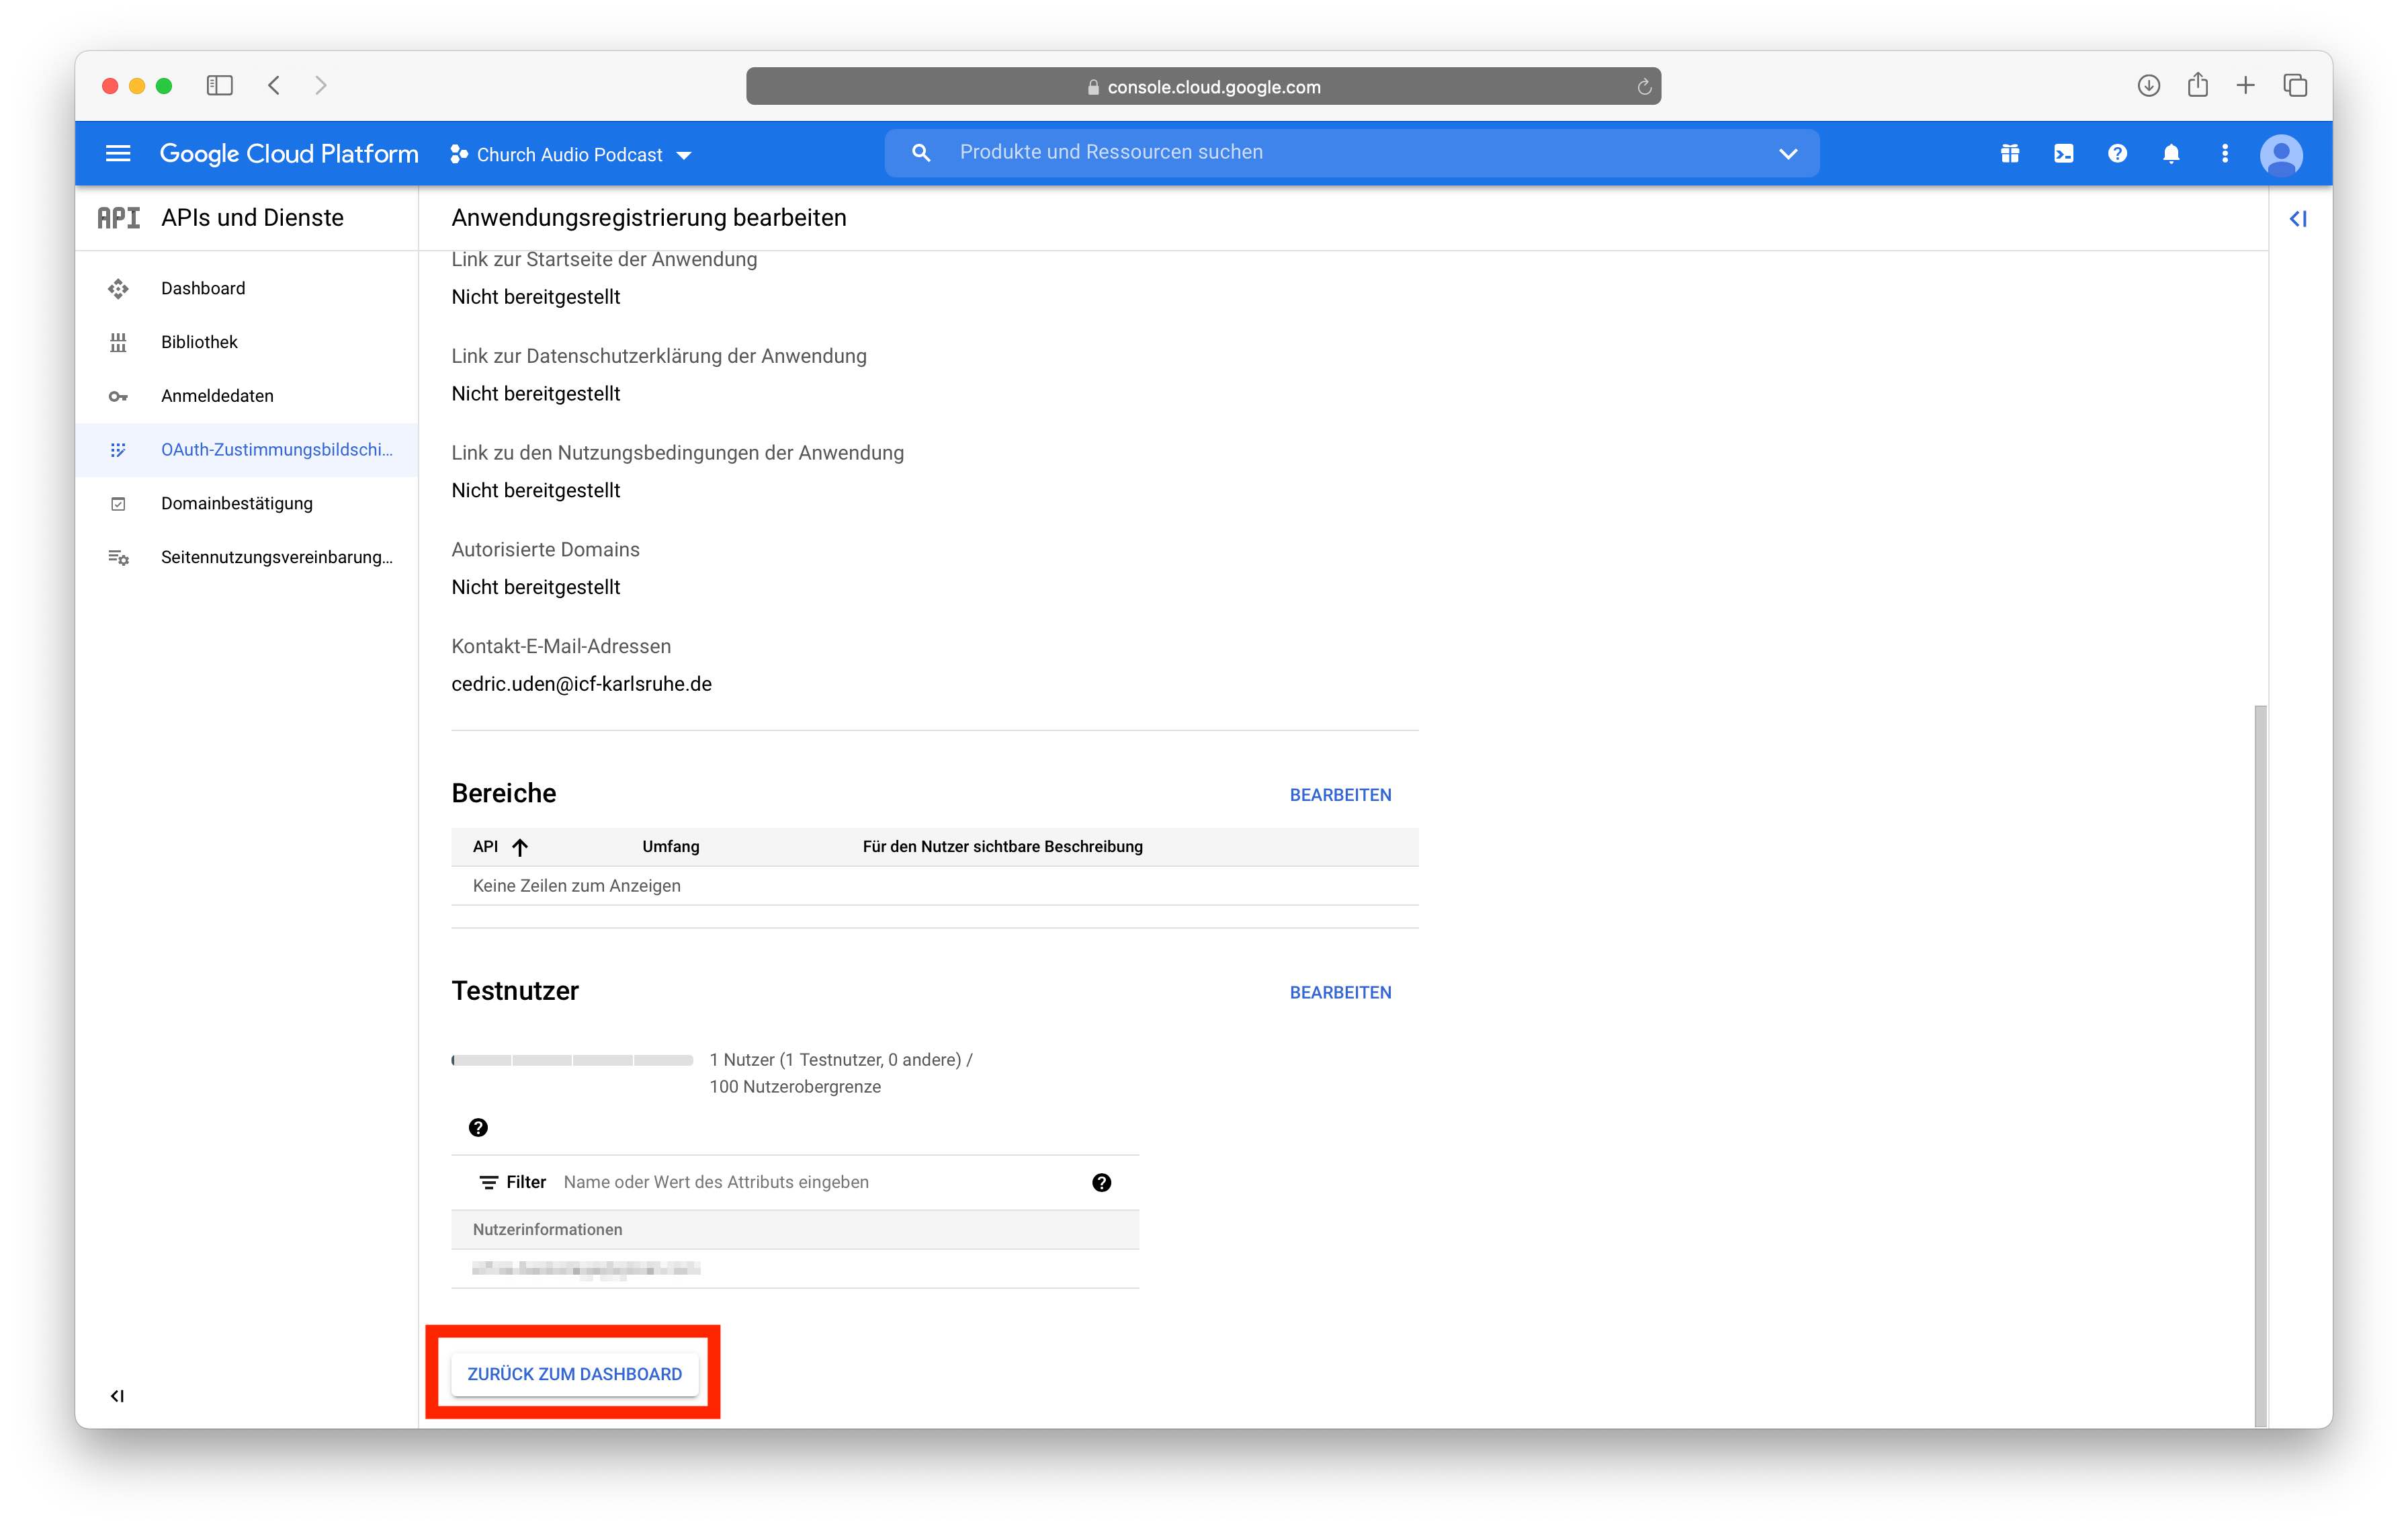 console.cloud.google.com
Google Cloud Platform
Church Audio Podcast
Produkte und Ressourcen suchen
API
APIs und Dienste
Anwendungsregistrierung bearbeiten
Dashboard
Bibliothek
Anmeldedaten
OAuth-Zustimmungsbildschi...
Domainbestätigung
Seitennutzungsvereinbarung...
Link zur Startseite der Anwendung
Nicht bereitgestellt
Link zur Datenschutzerklärung der Anwendung
Nicht bereitgestellt
Link zu den Nutzungsbedingungen der Anwendung
Nicht bereitgestellt
Autorisierte Domains
Nicht bereitgestellt
Kontakt-E-Mail-Adressen
cedric.uden@icf-karlsruhe.de
Bereiche
BEARBEITEN
API Umfang Für den Nutzer sichtbare Beschreibung
Keine Zeilen zum Anzeigen
Testnutzer
BEARBEITEN
1 Nutzer (1 Testnutzer, 0 andere) /
100 Nutzerobergrenze
Filter Name oder Wert des Attributs eingeben
Nutzerinformationen
ZURÜCK ZUM DASHBOARD